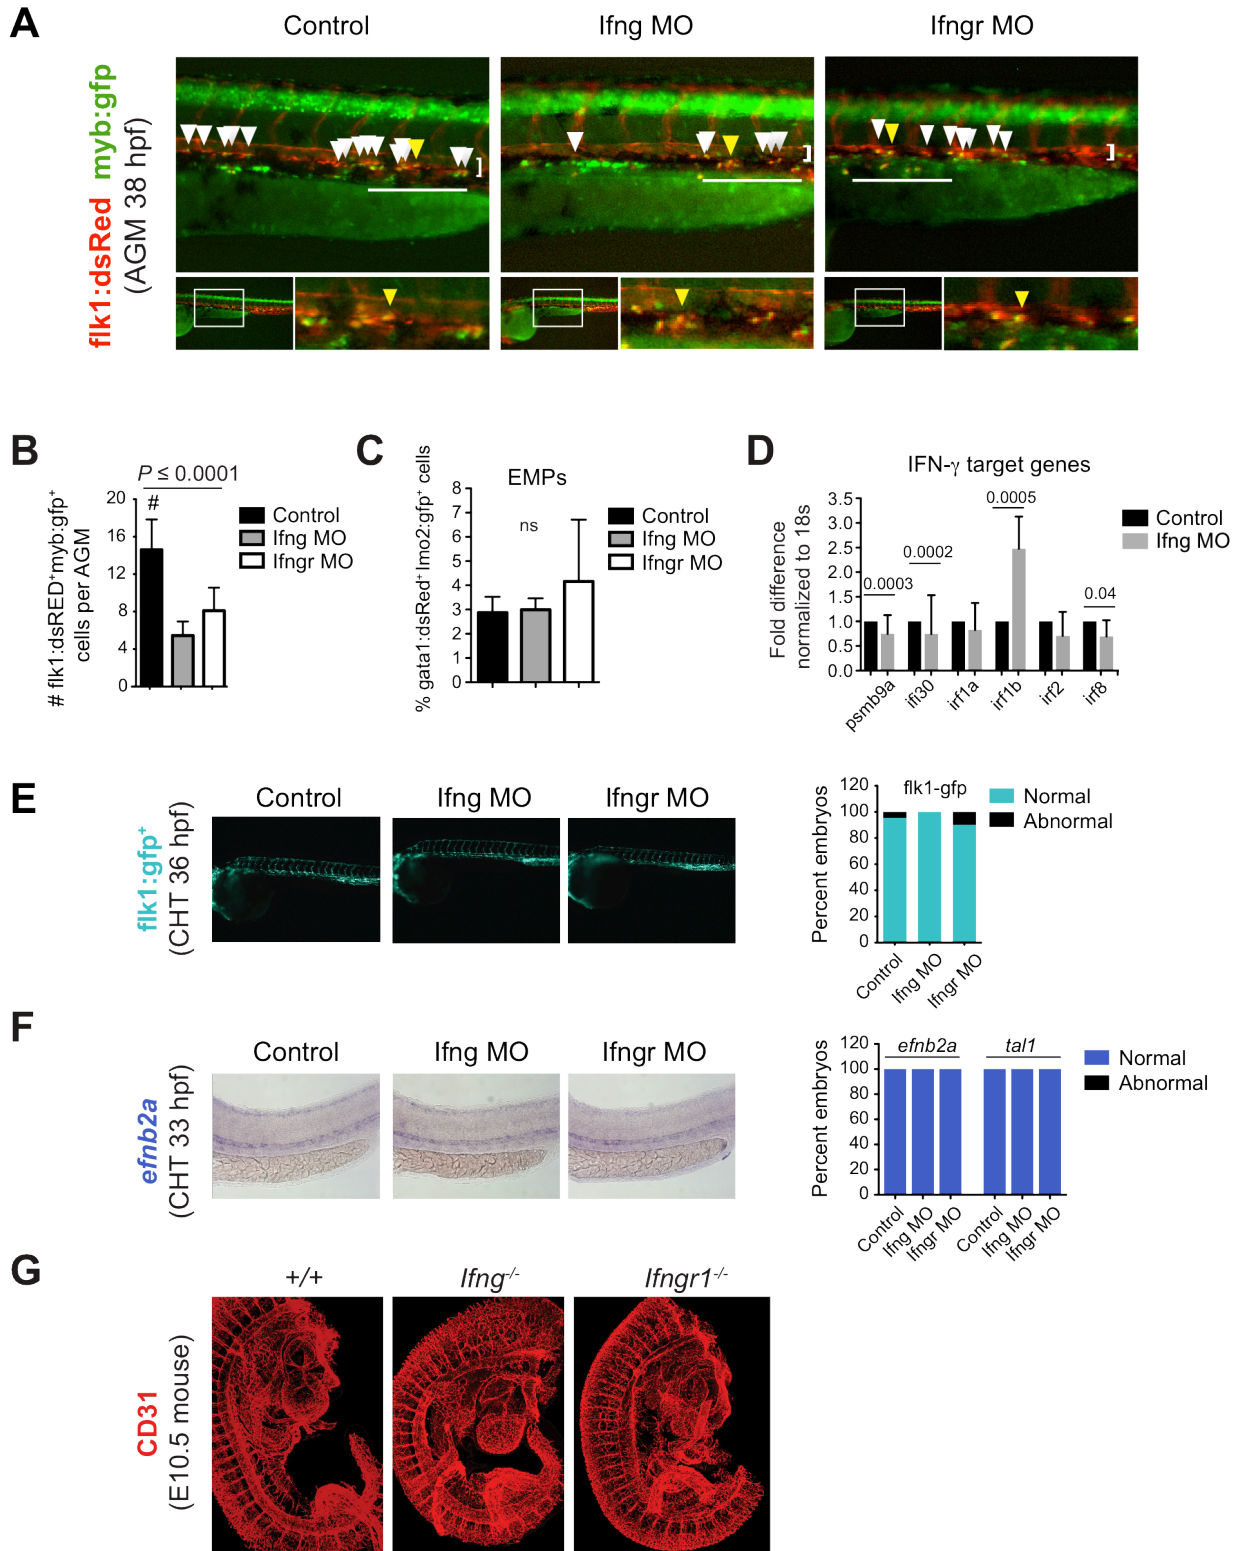 A
Control
Ifng MO
Ifngr MO
flk1:dsRed myb:gfp
(AGM 38 hpf)
B
P ≤ 0.0001
#
# flk1:dsRED+myb:gfp+
cells per AGM
20
16
12
8
4
0
Control
Ifng MO
Ifngr MO
C
EMPs
ns
% gata1:dsRed+ lmo2:gfp+ cells
8
7
6
5
4
3
2
1
0
Control
Ifng MO
Ifngr MO
D
IFN-γ target genes
Fold difference
normalized to 18s
3.5
3.0
2.5
2.0
1.5
1.0
0.5
0.0
0.0003
0.0002
0.0005
0.04
psmb9a
ifi30
irf1a
irf1b
irf2
irf8
Control
Ifng MO
E
flk1:gfp+
(CHT 36 hpf)
Control
Ifng MO
Ifngr MO
Percent embryos
120
100
80
60
40
20
0
flk1-gfp
Control
Ifng MO
Ifngr MO
Normal
Abnormal
F
efnb2a
(CHT 33 hpf)
Control
Ifng MO
Ifngr MO
Percent embryos
120
100
80
60
40
20
0
efnb2a
tal1
Control
Ifng MO
Ifngr MO
Control
Ifng MO
Ifngr MO
Normal
Abnormal
G
CD31
(E10.5 mouse)
+/+
Ifng-/-
Ifngr1-/-